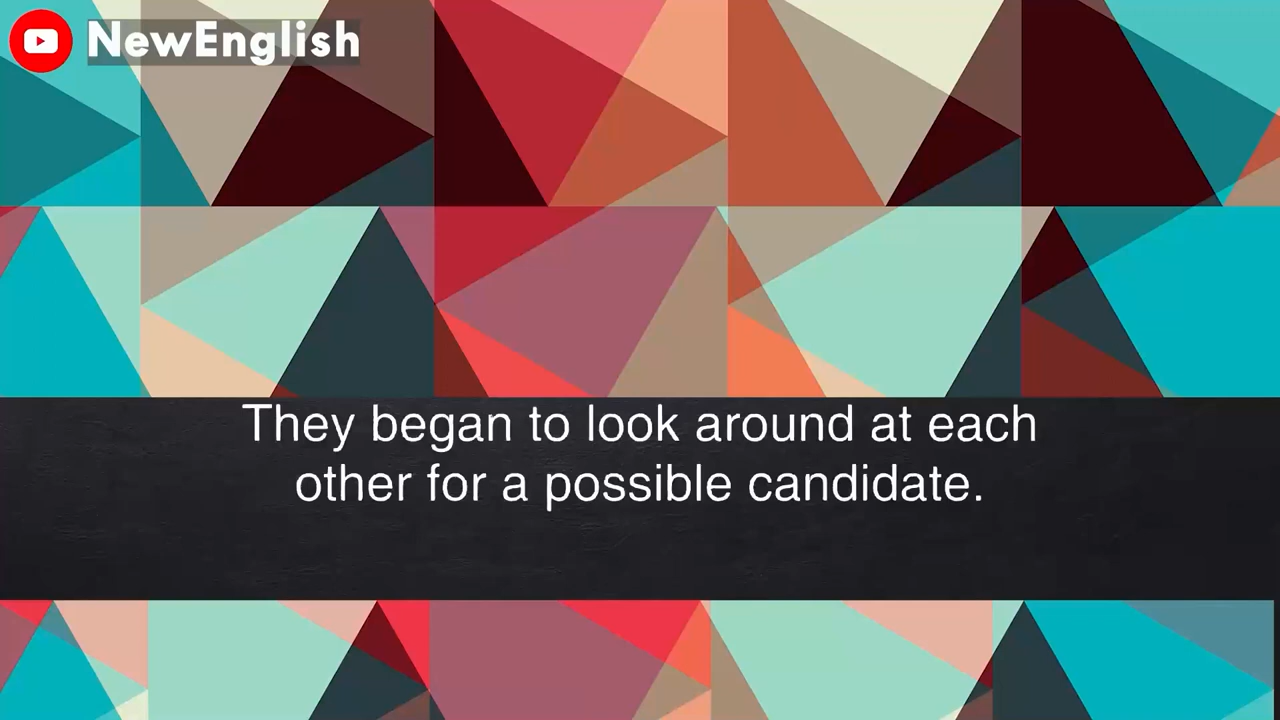 NewEnglish
They began to look around at each
other for a possible candidate.